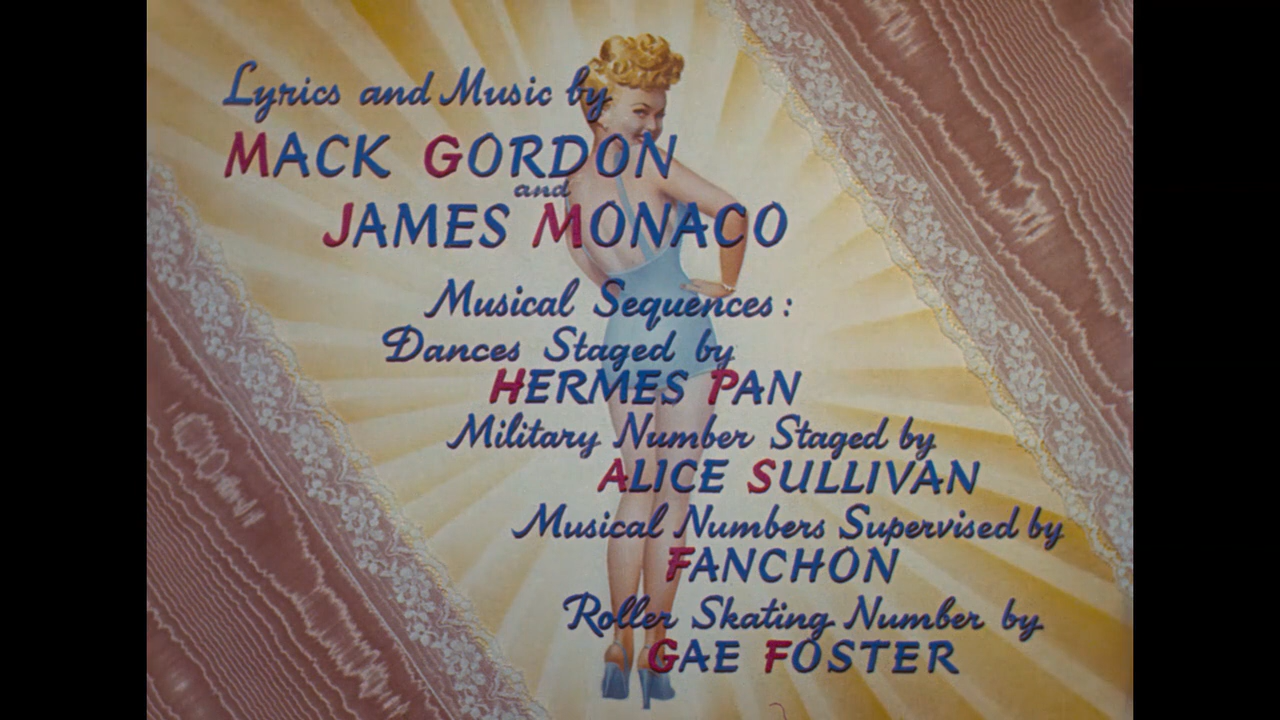 Lyrics and Music by
MACK GORDON
and
JAMES MONACO
Musical Sequences:
Dances Staged by
HERMES PAN
Military Number Staged by
ALICE SULLIVAN
Musical Numbers Supervised by
FANCHON
Roller Skating Number by
GAE FOSTER